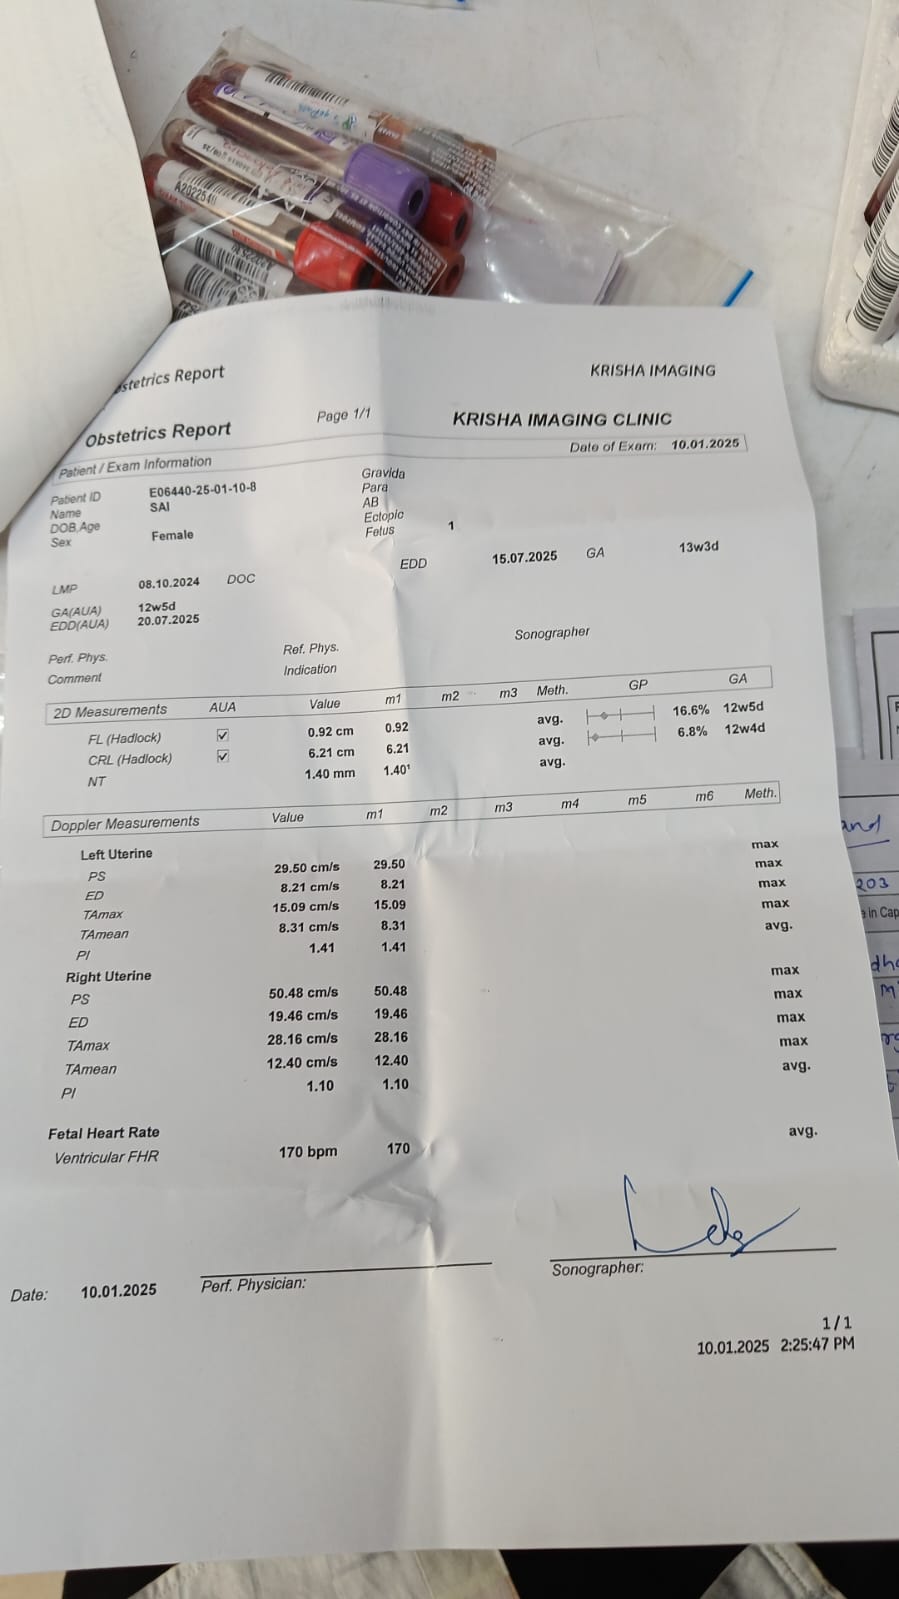 A2022540
stetrics Report
KRISHA IMAGING
Obstetrics Report
Page 1/1
KRISHA IMAGING CLINIC
Patient / Exam Information
Date of Exam: 10.01.2025
Patient ID E06440-25-01-10-8 Gravida
Name SAI Para
DOB,Age AB
Sex Female Ectopic
Fetus 1
LMP 08.10.2024 DOC EDD 15.07.2025 GA 13w3d
GA(AUA) 12w5d
EDD(AUA) 20.07.2025
Perf. Phys. Ref. Phys. Sonographer
Comment Indication
2D Measurements AUA Value m1 m2 m3 Meth. GP GA
FL (Hadlock) ☑ 0.92 cm 0.92 avg. 16.6% 12w5d
CRL (Hadlock) ☑ 6.21 cm 6.21 avg. 6.8% 12w4d
NT 1.40 mm 1.40¹ avg.
Doppler Measurements Value m1 m2 m3 m4 m5 m6 Meth.
Left Uterine
PS 29.50 cm/s 29.50 max
ED 8.21 cm/s 8.21 max
TAmax 15.09 cm/s 15.09 max
TAmean 8.31 cm/s 8.31 max
PI 1.41 1.41 avg.
Right Uterine
PS 50.48 cm/s 50.48 max
ED 19.46 cm/s 19.46 max
TAmax 28.16 cm/s 28.16 max
TAmean 12.40 cm/s 12.40 max
PI 1.10 1.10 avg.
Fetal Heart Rate
Ventricular FHR 170 bpm 170 avg.
Date: 10.01.2025 Perf. Physician: Sonographer:
1/1
10.01.2025 2:25:47 PM
and
203
in Cap